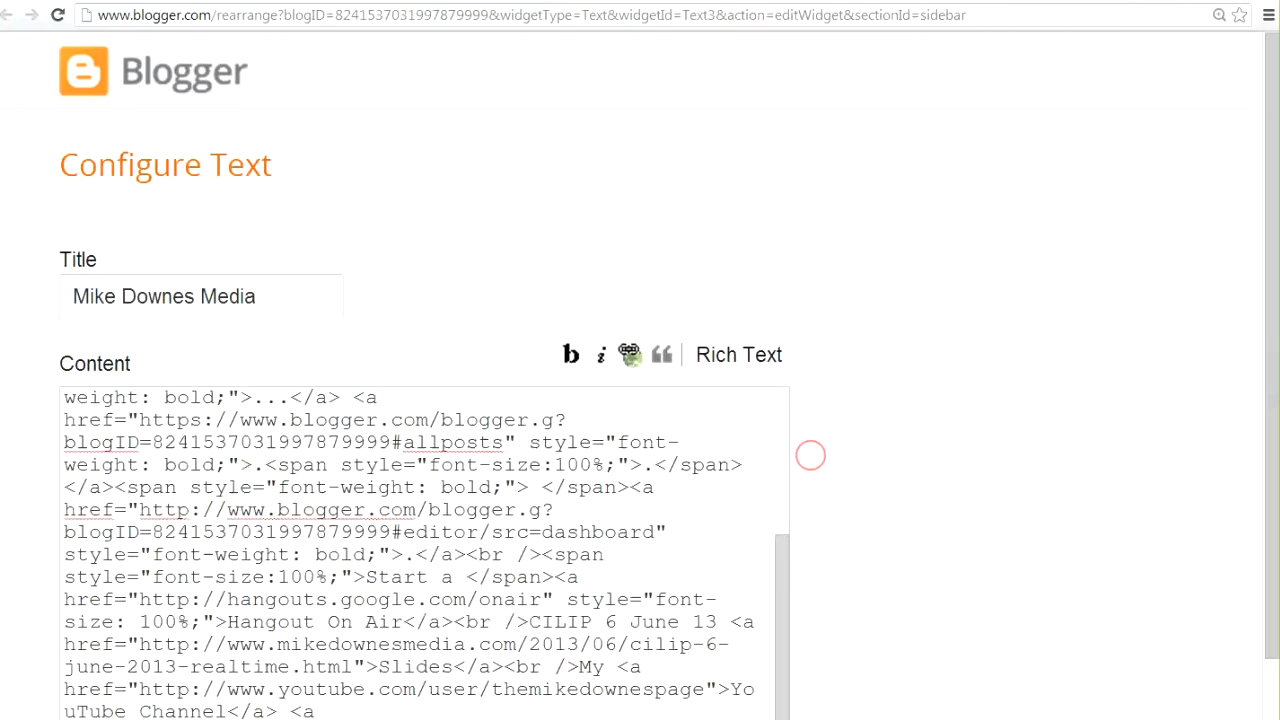 www.blogger.com/rearrange?blogID=8241537031997879999&widgetType=Text&widgetId=Text3&action=editWidget&sectionId=sidebar
Blogger
Configure Text
Title
Mike Downes Media
b i Rich Text
Content
weight: bold;">...</a> <a
href="https://www.blogger.com/blogger.g?
blogID=8241537031997879999#allposts" style="font-
weight: bold;">.<span style="font-size:100%;">.</span>
</a><span style="font-weight: bold;"> </span><a
href="http://www.blogger.com/blogger.g?
blogID=8241537031997879999#editor/src=dashboard"
style="font-weight: bold;">.</a><br /><span
style="font-size:100%;">Start a </span><a
href="http://hangouts.google.com/onair" style="font-
size: 100%;">Hangout On Air</a><br />CILIP 6 June 13 <a
href="http://www.mikedownesmedia.com/2013/06/cilip-6-
june-2013-realtime.html">Slides</a><br />My <a
href="http://www.youtube.com/user/themikedownespage">Yo
uTube Channel</a> <a